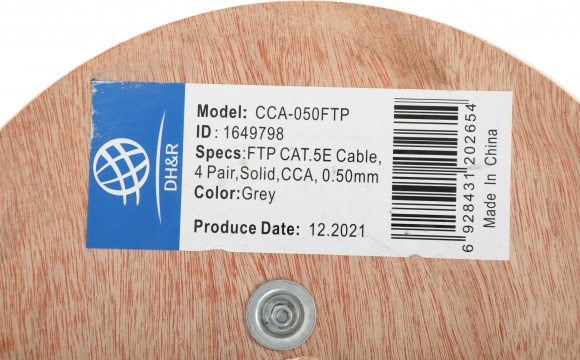 DH&R
Model: CCA-050FTP
ID: 1649798
Specs:FTP CAT.5E Cable,
4 Pair,Solid,CCA, 0.50mm
Color:Grey
Produce Date: 12.2021
6 928431 202654
Made In China